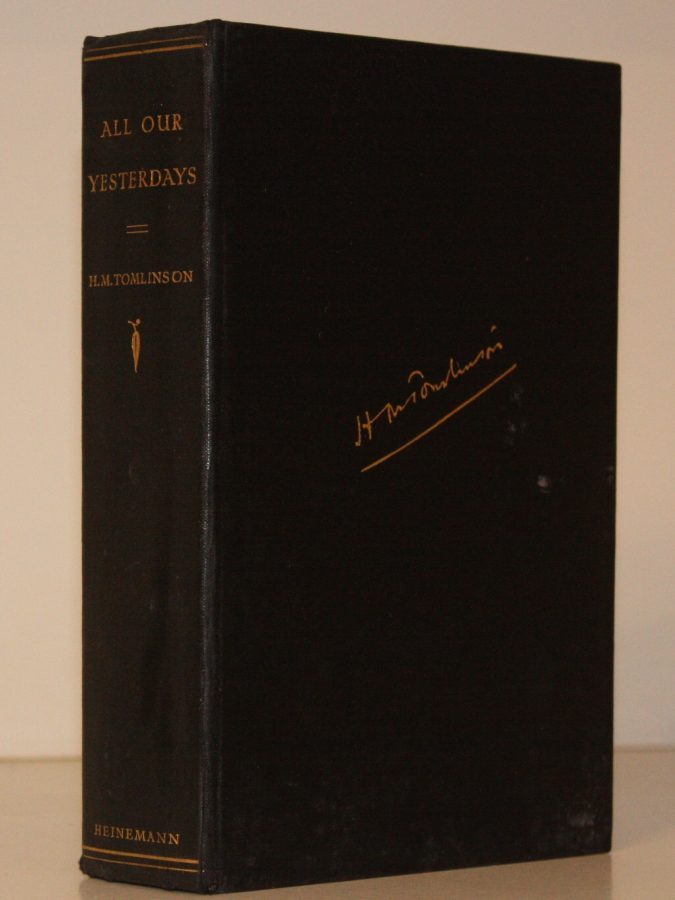 ALL OUR
YESTERDAYS
H.M. TOMLINSON
HEINEMANN
H M Tomlinson